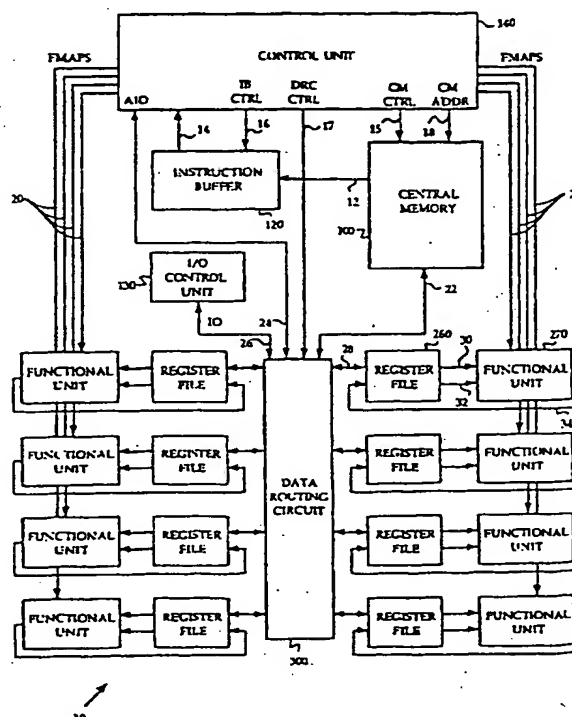 160
FMAPS
CONTROL UNIT
FMAPS
AIO
IB CTRL
DRC CTRL
CM CTRL
CM ADDR
14
16
17
15
18
20
INSTRUCTION BUFFER
12
CENTRAL MEMORY
120
100
I/O CONTROL UNIT
130
22
IO
24
26
28
260
30
270
FUNCTIONAL UNIT
REGISTER FILE
REGISTER FILE
FUNCTIONAL UNIT
32
34
FUNCTIONAL UNIT
REGISTER FILE
DATA ROUTING CIRCUIT
REGISTER FILE
FUNCTIONAL UNIT
FUNCTIONAL UNIT
REGISTER FILE
REGISTER FILE
FUNCTIONAL UNIT
FUNCTIONAL UNIT
REGISTER FILE
REGISTER FILE
FUNCTIONAL UNIT
300